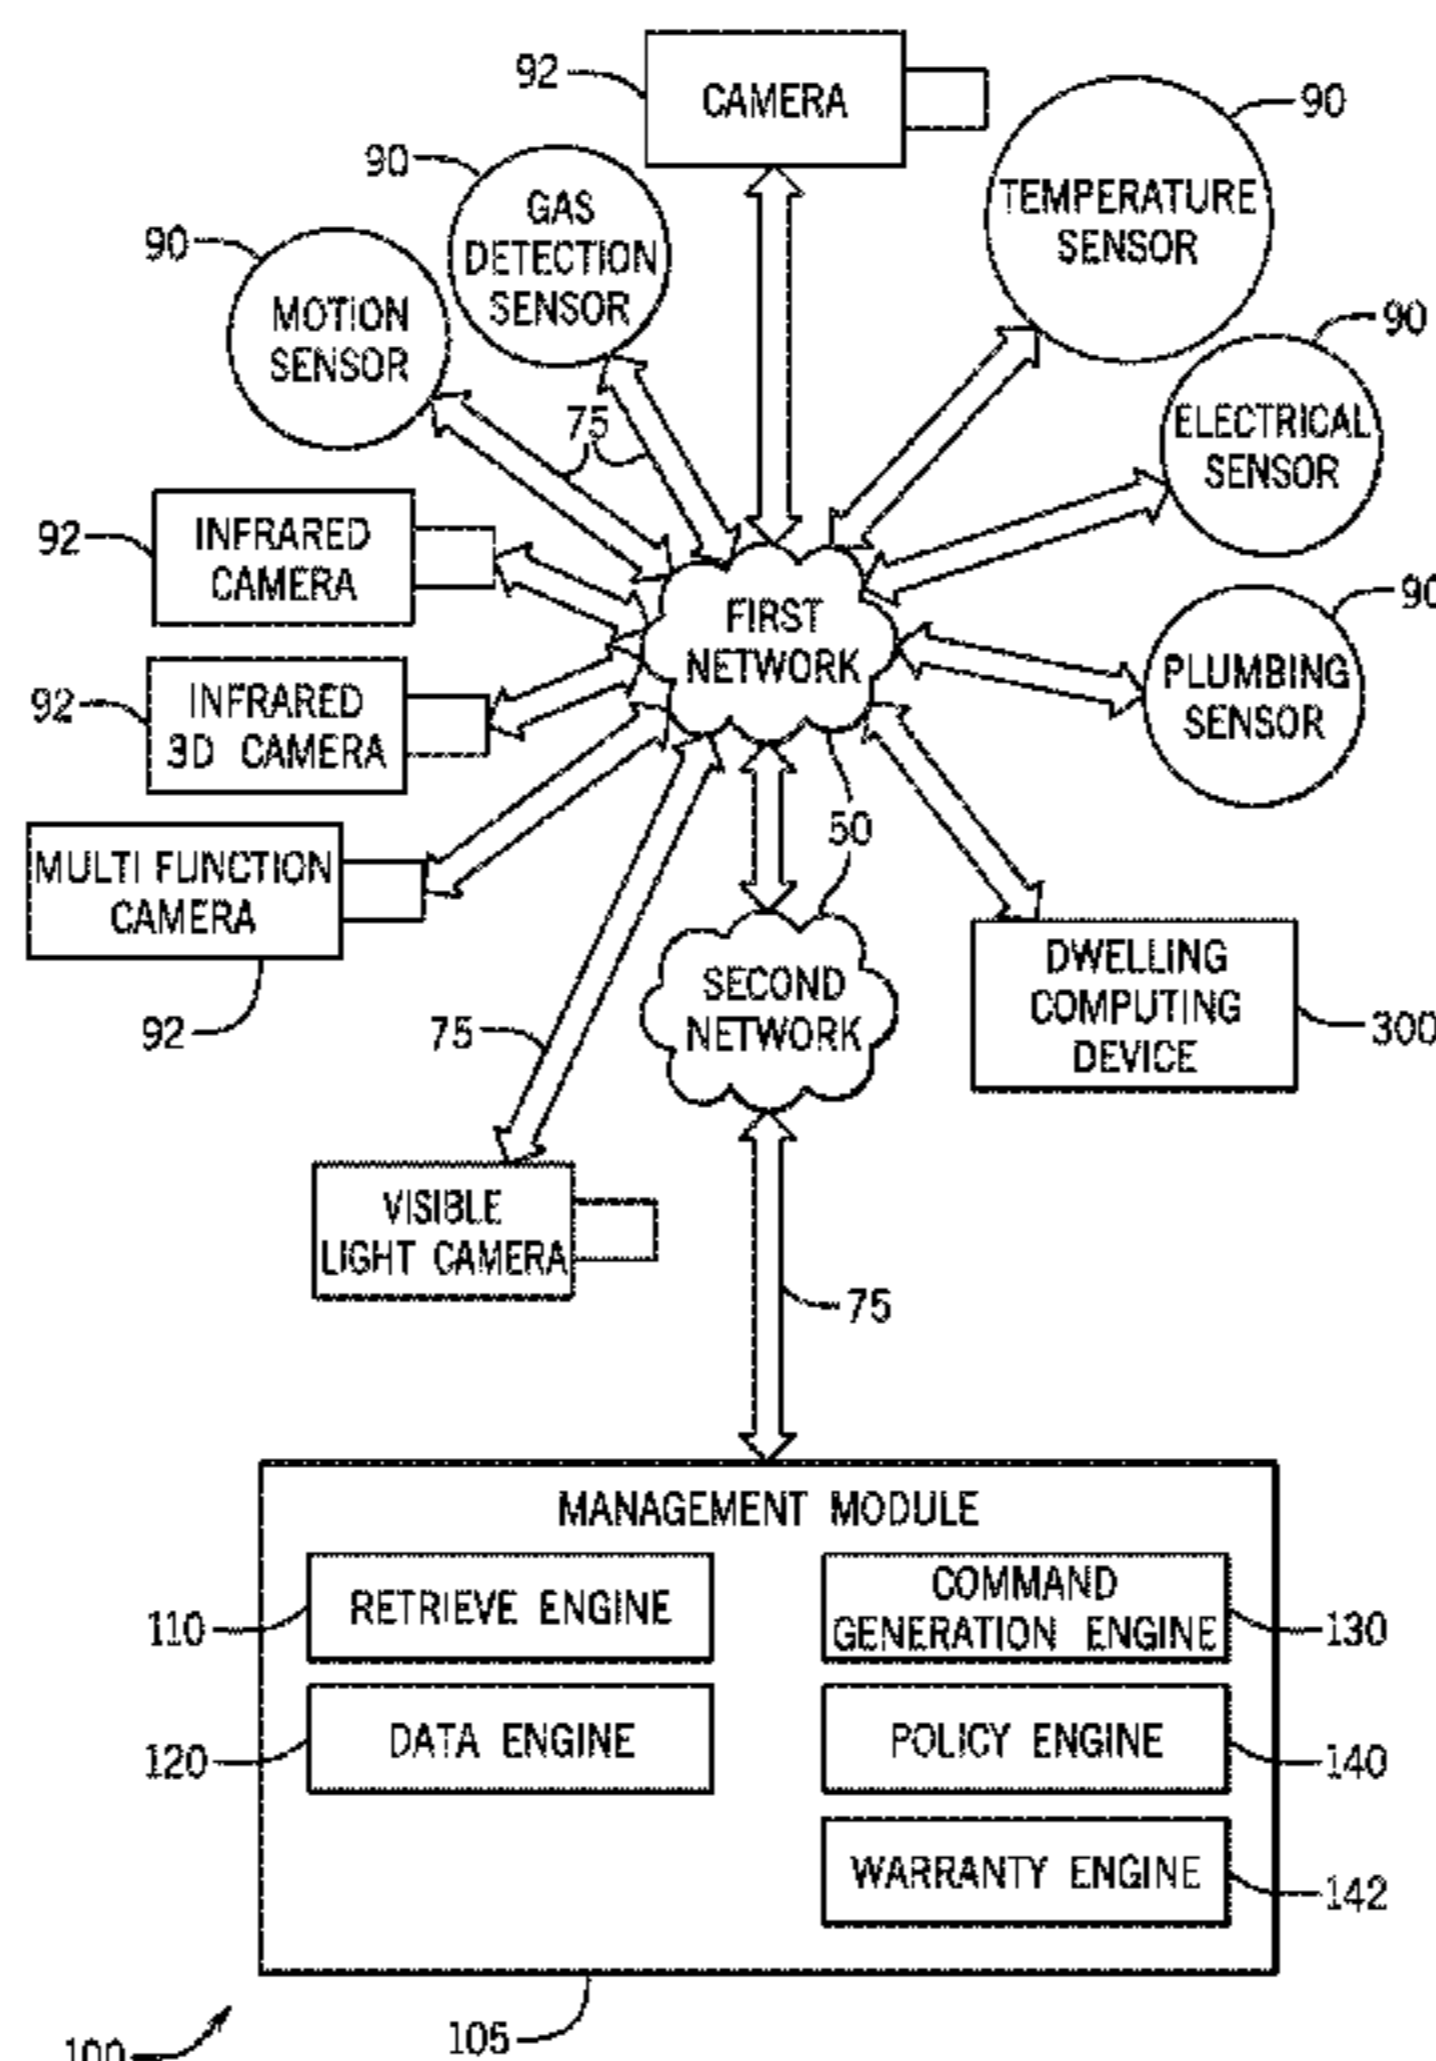 92
CAMERA
90
TEMPERATURE
SENSOR
90
GAS
DETECTION
SENSOR
90
MOTION
SENSOR
90
ELECTRICAL
SENSOR
75
92
INFRARED
CAMERA
FIRST
NETWORK
90
PLUMBING
SENSOR
92
INFRARED
3D CAMERA
50
MULTI FUNCTION
CAMERA
92
75
SECOND
NETWORK
DWELLING
COMPUTING
DEVICE
300
VISIBLE
LIGHT CAMERA
75
MANAGEMENT MODULE
110
RETRIEVE ENGINE
COMMAND
GENERATION ENGINE
130
120
DATA ENGINE
POLICY ENGINE
140
WARRANTY ENGINE
142
105
100